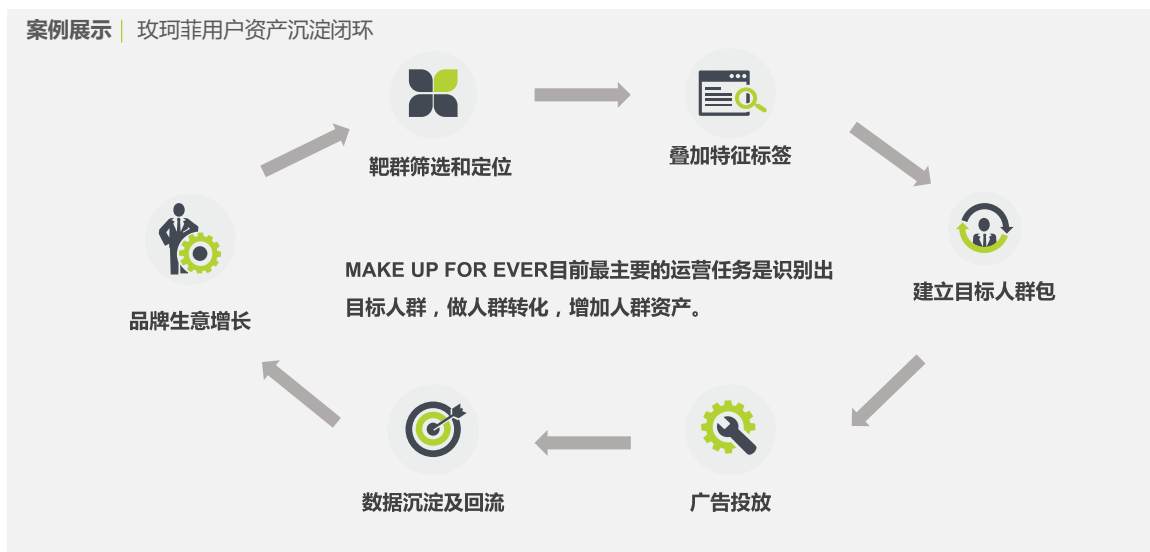 案例展示｜ 玫珂菲用户资产沉淀闭环
靶群筛选和定位
叠加特征标签
建立目标人群包
MAKE UP FOR EVER目前最主要的运营任务是识别出
目标人群，做人群转化，增加人群资产。
品牌生意增长
数据沉淀及回流
广告投放